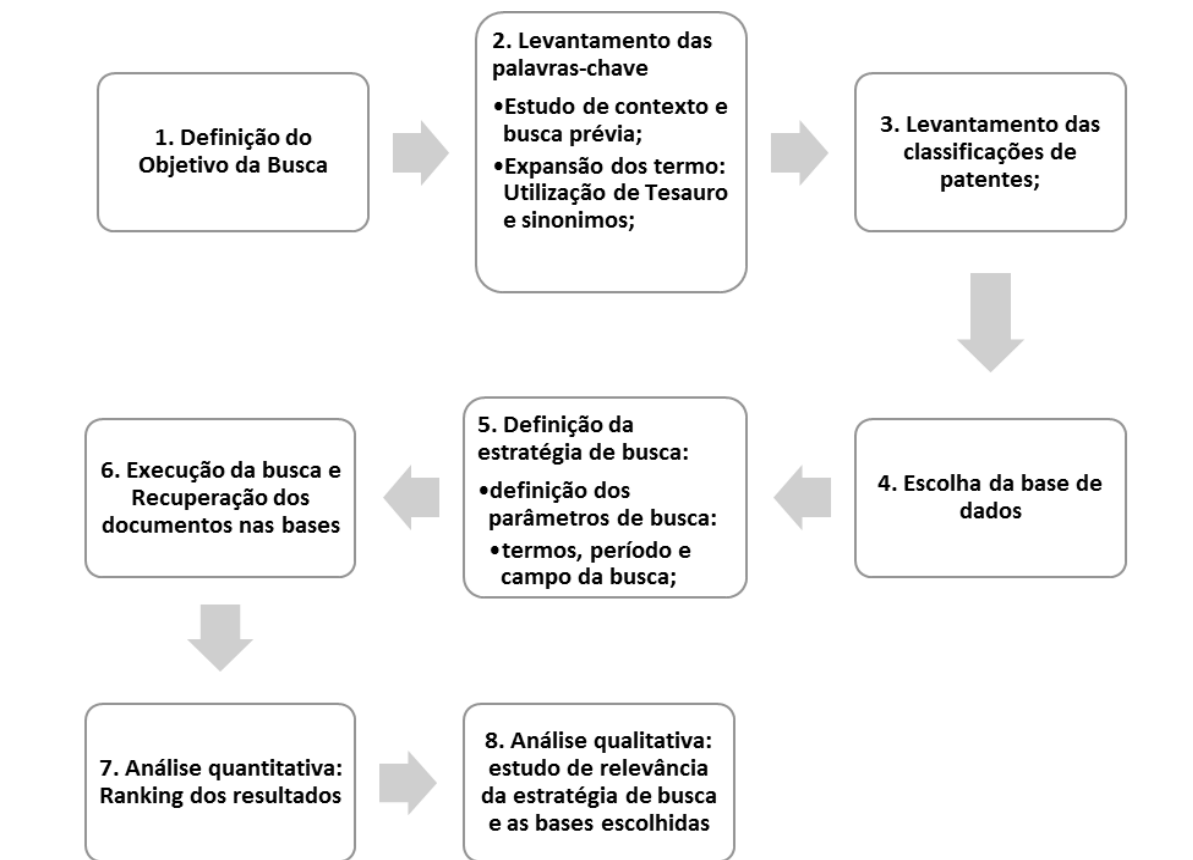 1. Definição do
Objetivo da Busca
2. Levantamento das
palavras-chave
•Estudo de contexto e
busca prévia;
•Expansão dos termo:
Utilização de Tesauro
e sinonimos;
3. Levantamento das
classificações de
patentes;
4. Escolha da base de
dados
5. Definição da
estratégia de busca:
•definição dos
parâmetros de busca:
•termos, período e
campo da busca;
6. Execução da busca e
Recuperação dos
documentos nas bases
7. Análise quantitativa:
Ranking dos resultados
8. Análise qualitativa:
estudo de relevância
da estratégia de busca
e as bases escolhidas